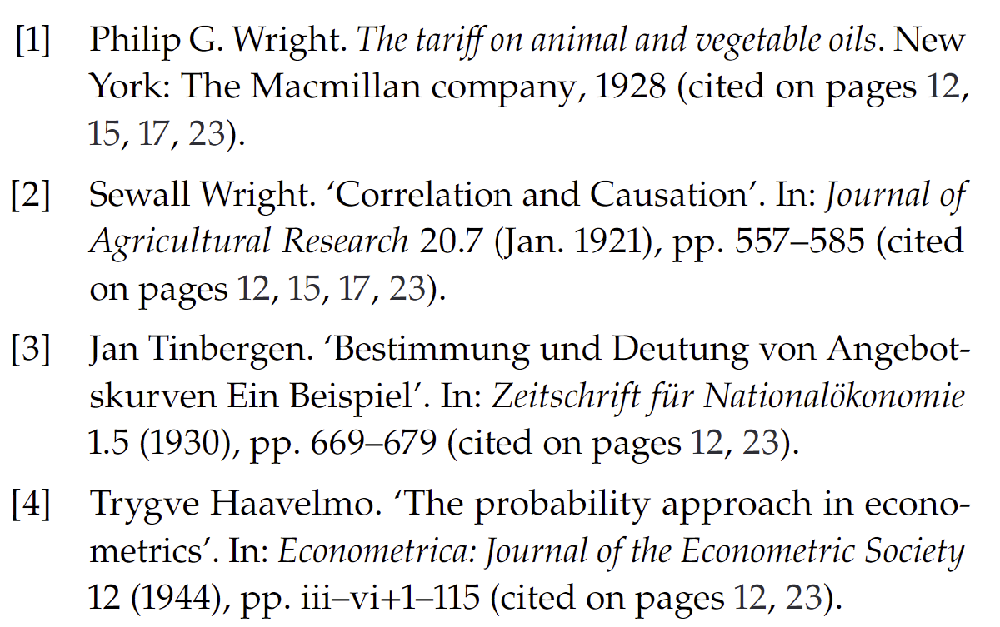 [1] Philip G. Wright. The tariff on animal and vegetable oils. New
York: The Macmillan company, 1928 (cited on pages 12,
15, 17, 23).
[2] Sewall Wright. ‘Correlation and Causation’. In: Journal of
Agricultural Research 20.7 (Jan. 1921), pp. 557–585 (cited
on pages 12, 15, 17, 23).
[3] Jan Tinbergen. ‘Bestimmung und Deutung von Angebot-
skurven Ein Beispiel’. In: Zeitschrift für Nationalökonomie
1.5 (1930), pp. 669–679 (cited on pages 12, 23).
[4] Trygve Haavelmo. ‘The probability approach in econo-
metrics’. In: Econometrica: Journal of the Econometric Society
12 (1944), pp. iii–vi+1–115 (cited on pages 12, 23).